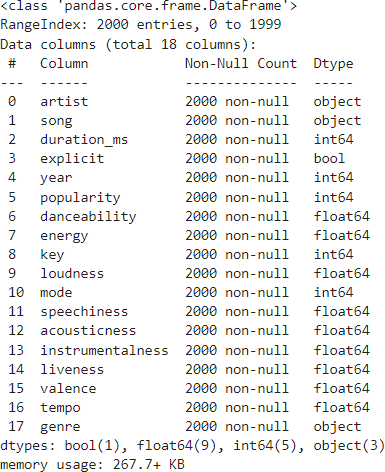 <class 'pandas.core.frame.DataFrame'>
RangeIndex: 2000 entries, 0 to 1999
Data columns (total 18 columns):
 #   Column            Non-Null Count  Dtype
---  ------            --------------  -----
 0   artist            2000 non-null   object
 1   song              2000 non-null   object
 2   duration_ms       2000 non-null   int64
 3   explicit          2000 non-null   bool
 4   year              2000 non-null   int64
 5   popularity        2000 non-null   int64
 6   danceability      2000 non-null   float64
 7   energy            2000 non-null   float64
 8   key               2000 non-null   int64
 9   loudness          2000 non-null   float64
 10  mode              2000 non-null   int64
 11  speechiness       2000 non-null   float64
 12  acousticness      2000 non-null   float64
 13  instrumentalness  2000 non-null   float64
 14  liveness          2000 non-null   float64
 15  valence           2000 non-null   float64
 16  tempo             2000 non-null   float64
 17  genre             2000 non-null   object
dtypes: bool(1), float64(9), int64(5), object(3)
memory usage: 267.7+ KB